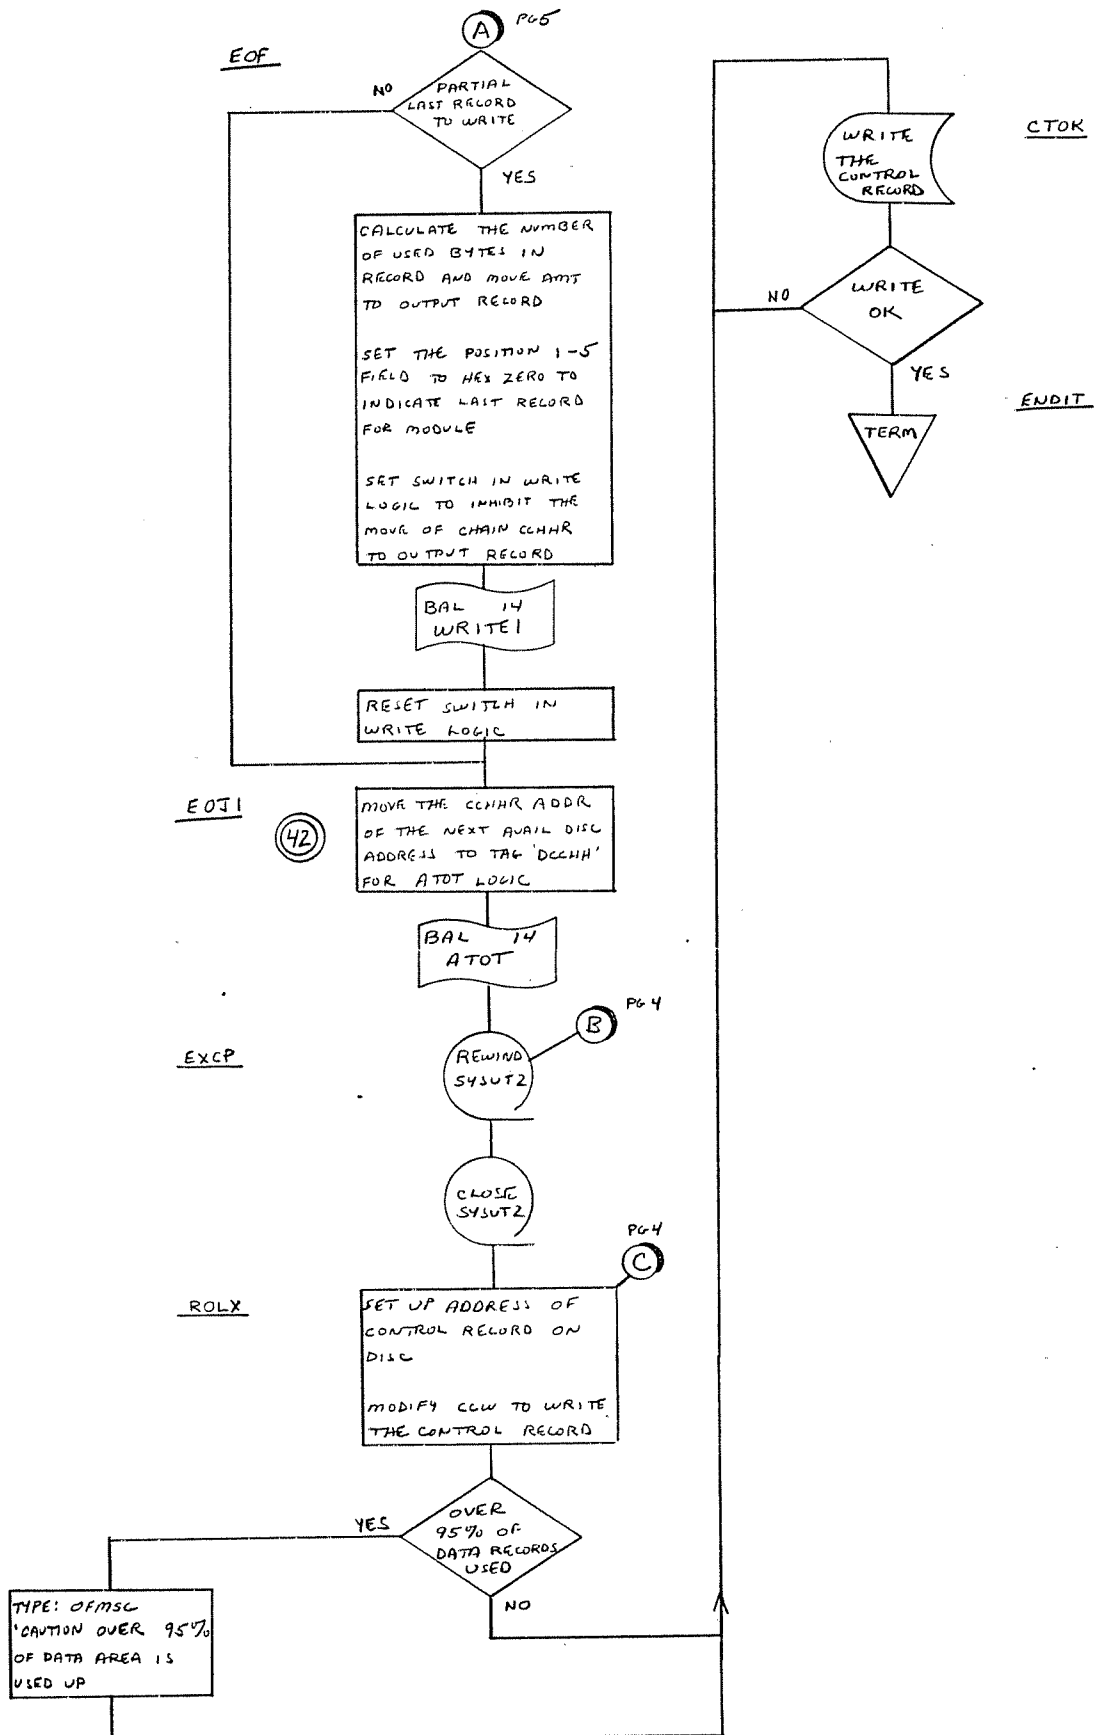 A PG5
EOF
NO
PARTIAL
LAST RECORD
TO WRITE
YES
CALCULATE THE NUMBER
OF USED BYTES IN
RECORD AND MOVE AMT
TO OUTPUT RECORD
SET THE POSITION 1-5
FIELD TO HEX ZERO TO
INDICATE LAST RECORD
FOR MODULE
SET SWITCH IN WRITE
LOGIC TO INHIBIT THE
MOVE OF CHAIN CCHHR
TO OUTPUT RECORD
BAL 14
WRITE1
RESET SWITCH IN
WRITE LOGIC
EOJ1
42
MOVE THE CCHHR ADDR
OF THE NEXT AVAIL DISC
ADDRESS TO TAG 'DCCHH'
FOR ATOT LOGIC
BAL 14
ATOT
B PG 4
EXCP
REWIND
SYSUT2
CLOSE
SYSUT2
PG4
C
ROLX
SET UP ADDRESS OF
CONTROL RECORD ON
DISC
MODIFY CCW TO WRITE
THE CONTROL RECORD
OVER
95% OF
DATA RECORDS
USED
YES
NO
TYPE: OFMSG
'CAUTION OVER 95%
OF DATA AREA IS
USED UP
CTOK
WRITE
THE
CONTROL
RECORD
NO
WRITE
OK
YES
ENDIT
TERM